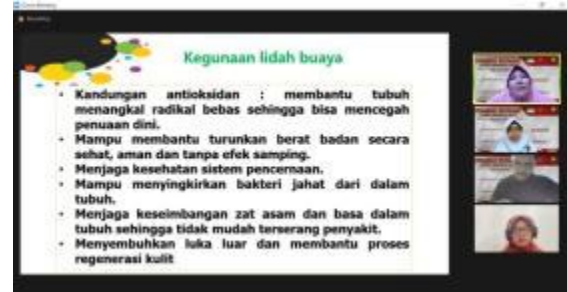 Kegunaan lidah buaya
• Kandungan antioksidan : membantu tubuh
menangkal radikal bebas sehingga bisa mencegah
penuaan dini.
• Mampu membantu turunkan berat badan secara
sehat, aman dan tanpa efek samping.
• Menjaga kesehatan sistem pencernaan.
• Mampu menyingkirkan bakteri jahat dari dalam
tubuh.
• Menjaga keseimbangan zat asam dan basa dalam
tubuh sehingga tidak mudah terserang penyakit.
• Menyembuhkan luka luar dan membantu proses
regenerasi kulit